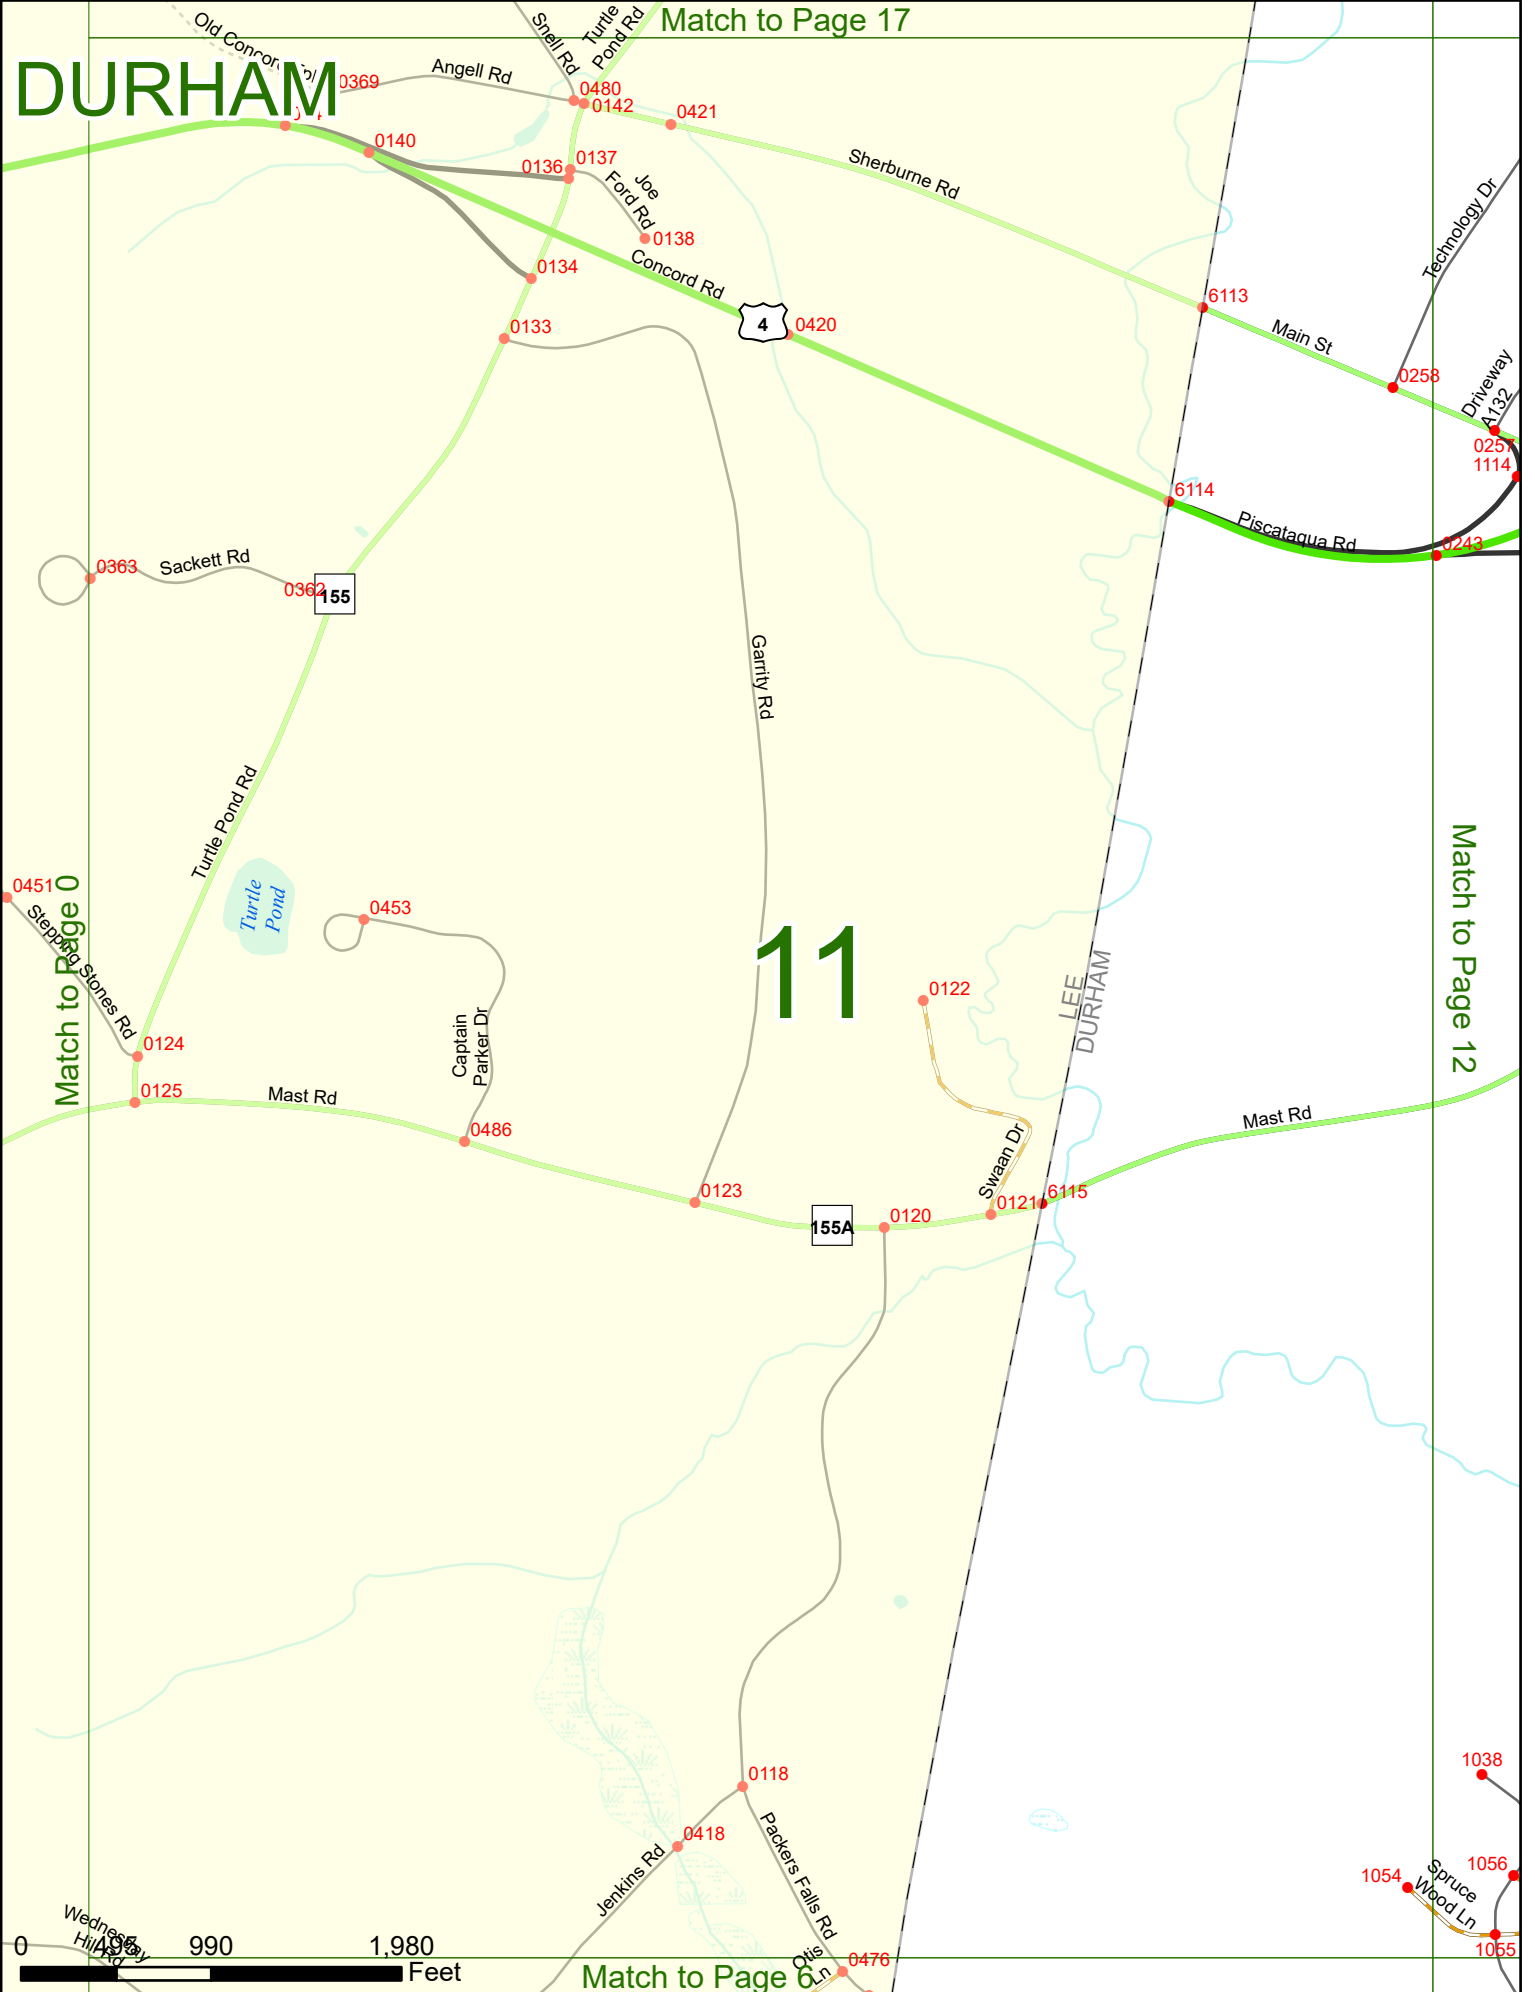 Match to Page 17
DURHAM
Snell Rd
Turtle
Pond Rd
Angell Rd
0369
0480
0142
0421
0140
0136
0137
Joe
Ford Rd
0138
Sherburne Rd
Technology Dr
Concord Rd
0134
0133
4
0420
6113
Main St
0258
Driveway
A132
0257
1114
6114
Piscataqua Rd
0243
0363
Sackett Rd
0362
155
Garrity Rd
Turtle Pond Rd
Turtle
Pond
0451
Stepping Stones Rd
Match to Page 0
0453
11
0122
LEE
DURHAM
Match to Page 12
Captain
Parker Dr
0124
0125
Mast Rd
0486
Mast Rd
Swaan Dr
0123
155A
0120
0121
6115
0118
0418
Jenkins Rd
Packers Falls Rd
1038
1056
1054
Spruce
Wood Ln
1055
Wednesday
Hill Rd
Otis
Ln
0476
0 495 990 1,980
Feet
Match to Page 6